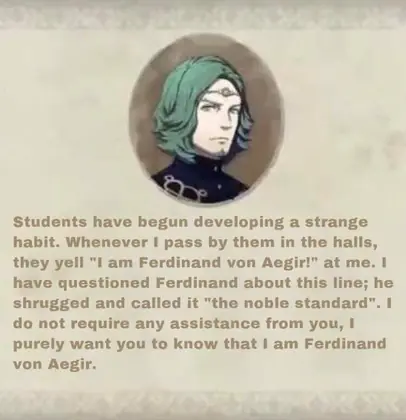 Students have begun developing a strange
habit. Whenever I pass by them in the halls,
they yell "I am Ferdinand von Aegir!" at me. I
have questioned Ferdinand about this line; he
shrugged and called it "the noble standard". I
do not require any assistance from you, I
purely want you to know that I am Ferdinand
von Aegir.